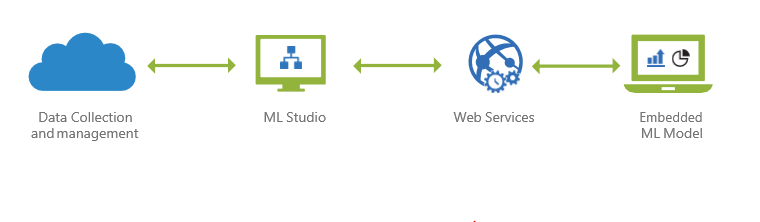 Data Collection
and management
ML Studio
Web Services
Embedded
ML Model